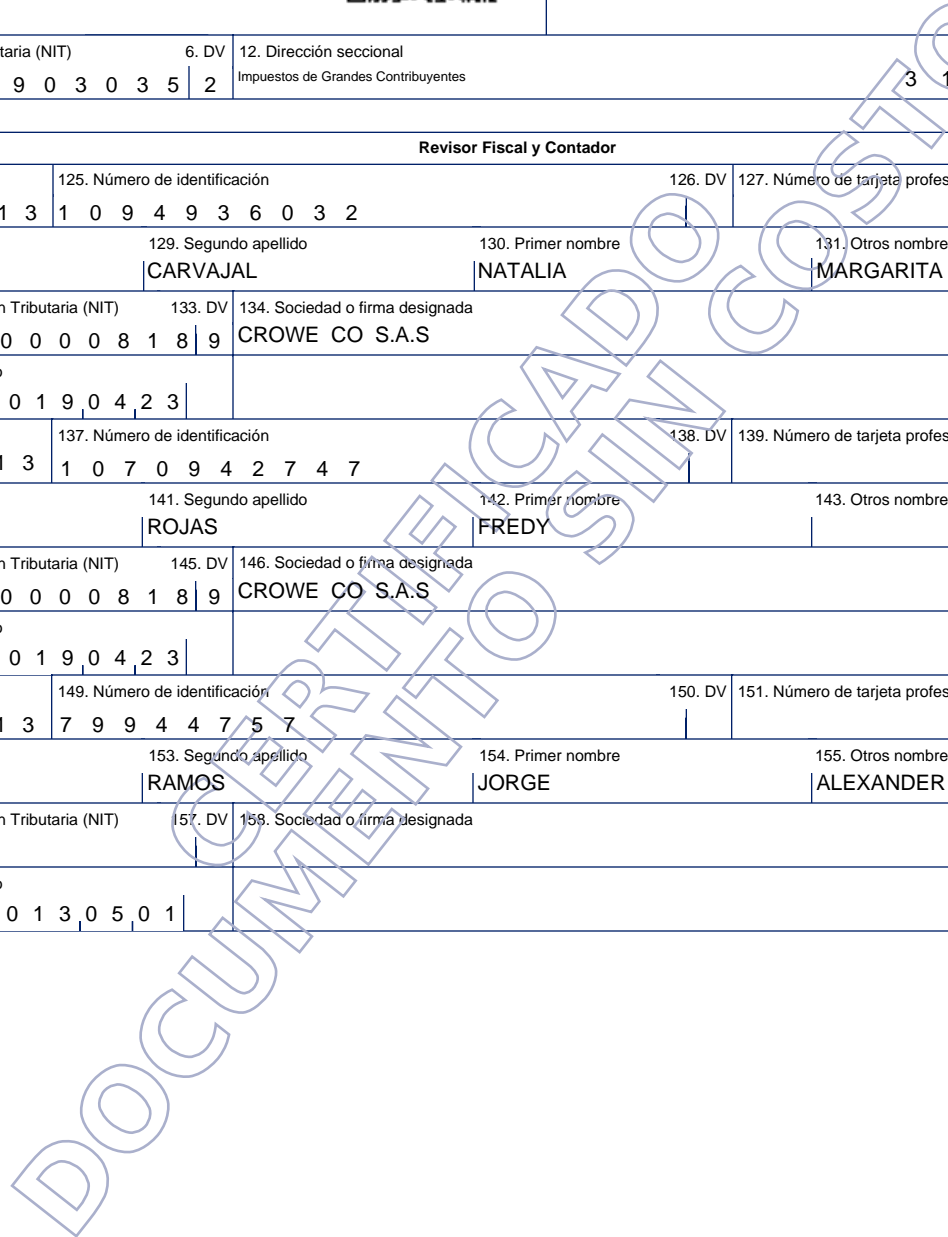 taria (NIT) 6. DV 12. Dirección seccional
9 0 3 0 3 5 2 Impuestos de Grandes Contribuyentes 3 1
Revisor Fiscal y Contador
125. Número de identificación 126. DV 127. Número de tarjeta profes
1 3 1 0 9 4 9 3 6 0 3 2
129. Segundo apellido 130. Primer nombre 131. Otros nombre
CARVAJAL NATALIA MARGARITA
n Tributaria (NIT) 133. DV 134. Sociedad o firma designada
0 0 0 0 8 1 8 9 CROWE CO S.A.S
o
0 1 9 0 4 2 3
137. Número de identificación 138. DV 139. Número de tarjeta profes
1 3 1 0 7 0 9 4 2 7 4 7
141. Segundo apellido 142. Primer nombre 143. Otros nombre
ROJAS FREDY
n Tributaria (NIT) 145. DV 146. Sociedad o firma designada
0 0 0 0 8 1 8 9 CROWE CO S.A.S
o
0 1 9 0 4 2 3
149. Número de identificación 150. DV 151. Número de tarjeta profes
1 3 7 9 9 4 4 7 5 7
153. Segundo apellido 154. Primer nombre 155. Otros nombre
RAMOS JORGE ALEXANDER
n Tributaria (NIT) 157. DV 158. Sociedad o firma designada
o
0 1 3 0 5 0 1
CERTIFICADO
DOCUMENTO SIN COSTO